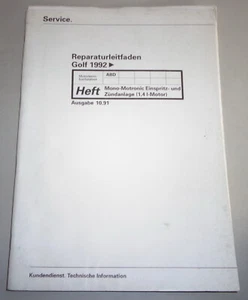 Service.
Reparaturleitfaden
Golf 1992 ►
ABD
Heft
Mono-Motronic Einspritz- und
Zündanlage (1,4 l-Motor)
Ausgabe 10.91
Kundendienst. Technische Information